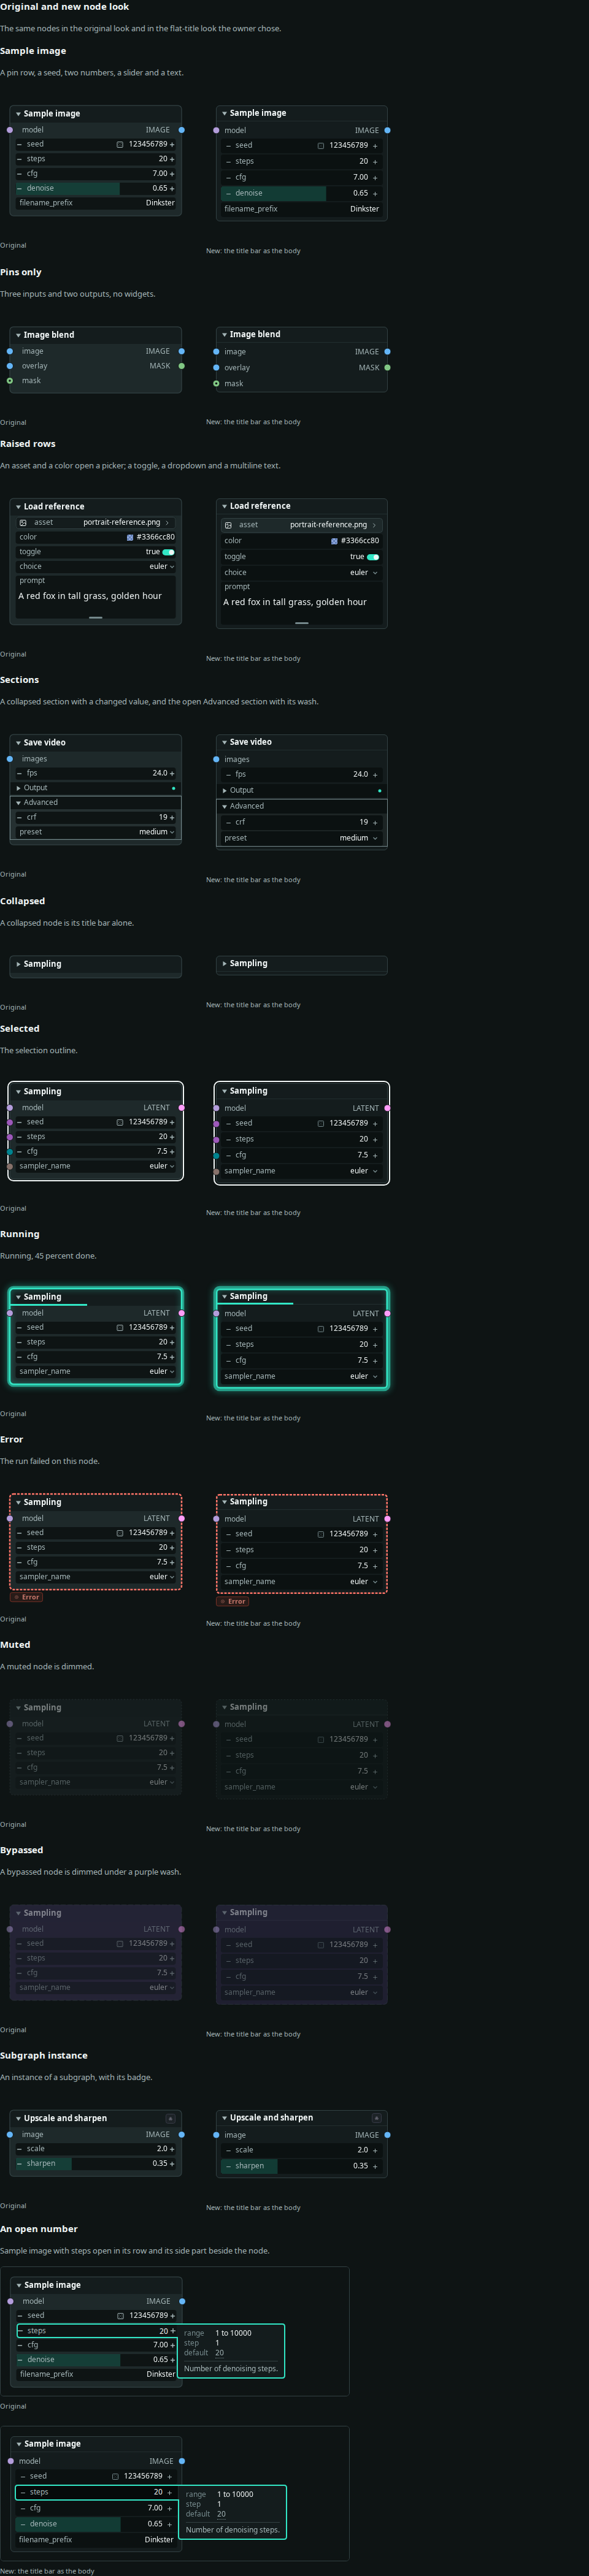 Original and new node look
The same nodes in the original look and in the flat-title look the owner chose.
Sample image
A pin row, a seed, two numbers, a slider and a text.
Sample image
model IMAGE
seed 123456789
steps 20
cfg 7.00
denoise 0.65
filename_prefix Dinkster
Original
Sample image
model IMAGE
seed 123456789
steps 20
cfg 7.00
denoise 0.65
filename_prefix Dinkster
New: the title bar as the body
Pins only
Three inputs and two outputs, no widgets.
Image blend
image IMAGE
overlay MASK
mask
Original
Image blend
image IMAGE
overlay MASK
mask
New: the title bar as the body
Raised rows
An asset and a color open a picker; a toggle, a dropdown and a multiline text.
Load reference
asset portrait-reference.png
color #3366cc80
toggle true
choice euler
prompt
A red fox in tall grass, golden hour
Original
Load reference
asset portrait-reference.png
color #3366cc80
toggle true
choice euler
prompt
A red fox in tall grass, golden hour
New: the title bar as the body
Sections
A collapsed section with a changed value, and the open Advanced section with its wash.
Save video
images
fps 24.0
Output
Advanced
crf 19
preset medium
Original
Save video
images
fps 24.0
Output
Advanced
crf 19
preset medium
New: the title bar as the body
Collapsed
A collapsed node is its title bar alone.
Sampling
Original
Sampling
New: the title bar as the body
Selected
The selection outline.
Sampling
model LATENT
seed 123456789
steps 20
cfg 7.5
sampler_name euler
Original
Sampling
model LATENT
seed 123456789
steps 20
cfg 7.5
sampler_name euler
New: the title bar as the body
Running
Running, 45 percent done.
Sampling
model LATENT
seed 123456789
steps 20
cfg 7.5
sampler_name euler
Original
Sampling
model LATENT
seed 123456789
steps 20
cfg 7.5
sampler_name euler
New: the title bar as the body
Error
The run failed on this node.
Sampling
model LATENT
seed 123456789
steps 20
cfg 7.5
sampler_name euler
Error
Original
Sampling
model LATENT
seed 123456789
steps 20
cfg 7.5
sampler_name euler
Error
New: the title bar as the body
Muted
A muted node is dimmed.
Sampling
model LATENT
seed 123456789
steps 20
cfg 7.5
sampler_name euler
Original
Sampling
model LATENT
seed 123456789
steps 20
cfg 7.5
sampler_name euler
New: the title bar as the body
Bypassed
A bypassed node is dimmed under a purple wash.
Sampling
model LATENT
seed 123456789
steps 20
cfg 7.5
sampler_name euler
Original
Sampling
model LATENT
seed 123456789
steps 20
cfg 7.5
sampler_name euler
New: the title bar as the body
Subgraph instance
An instance of a subgraph, with its badge.
Upscale and sharpen
image IMAGE
scale 2.0
sharpen 0.35
Original
Upscale and sharpen
image IMAGE
scale 2.0
sharpen 0.35
New: the title bar as the body
An open number
Sample image with steps open in its row and its side part beside the node.
Sample image
model IMAGE
seed 123456789
steps 20
cfg 7.00
denoise 0.65
filename_prefix Dinkster
range 1 to 10000
step 1
default 20
Number of denoising steps.
Original
Sample image
model IMAGE
seed 123456789
steps 20
cfg 7.00
denoise 0.65
filename_prefix Dinkster
range 1 to 10000
step 1
default 20
Number of denoising steps.
New: the title bar as the body